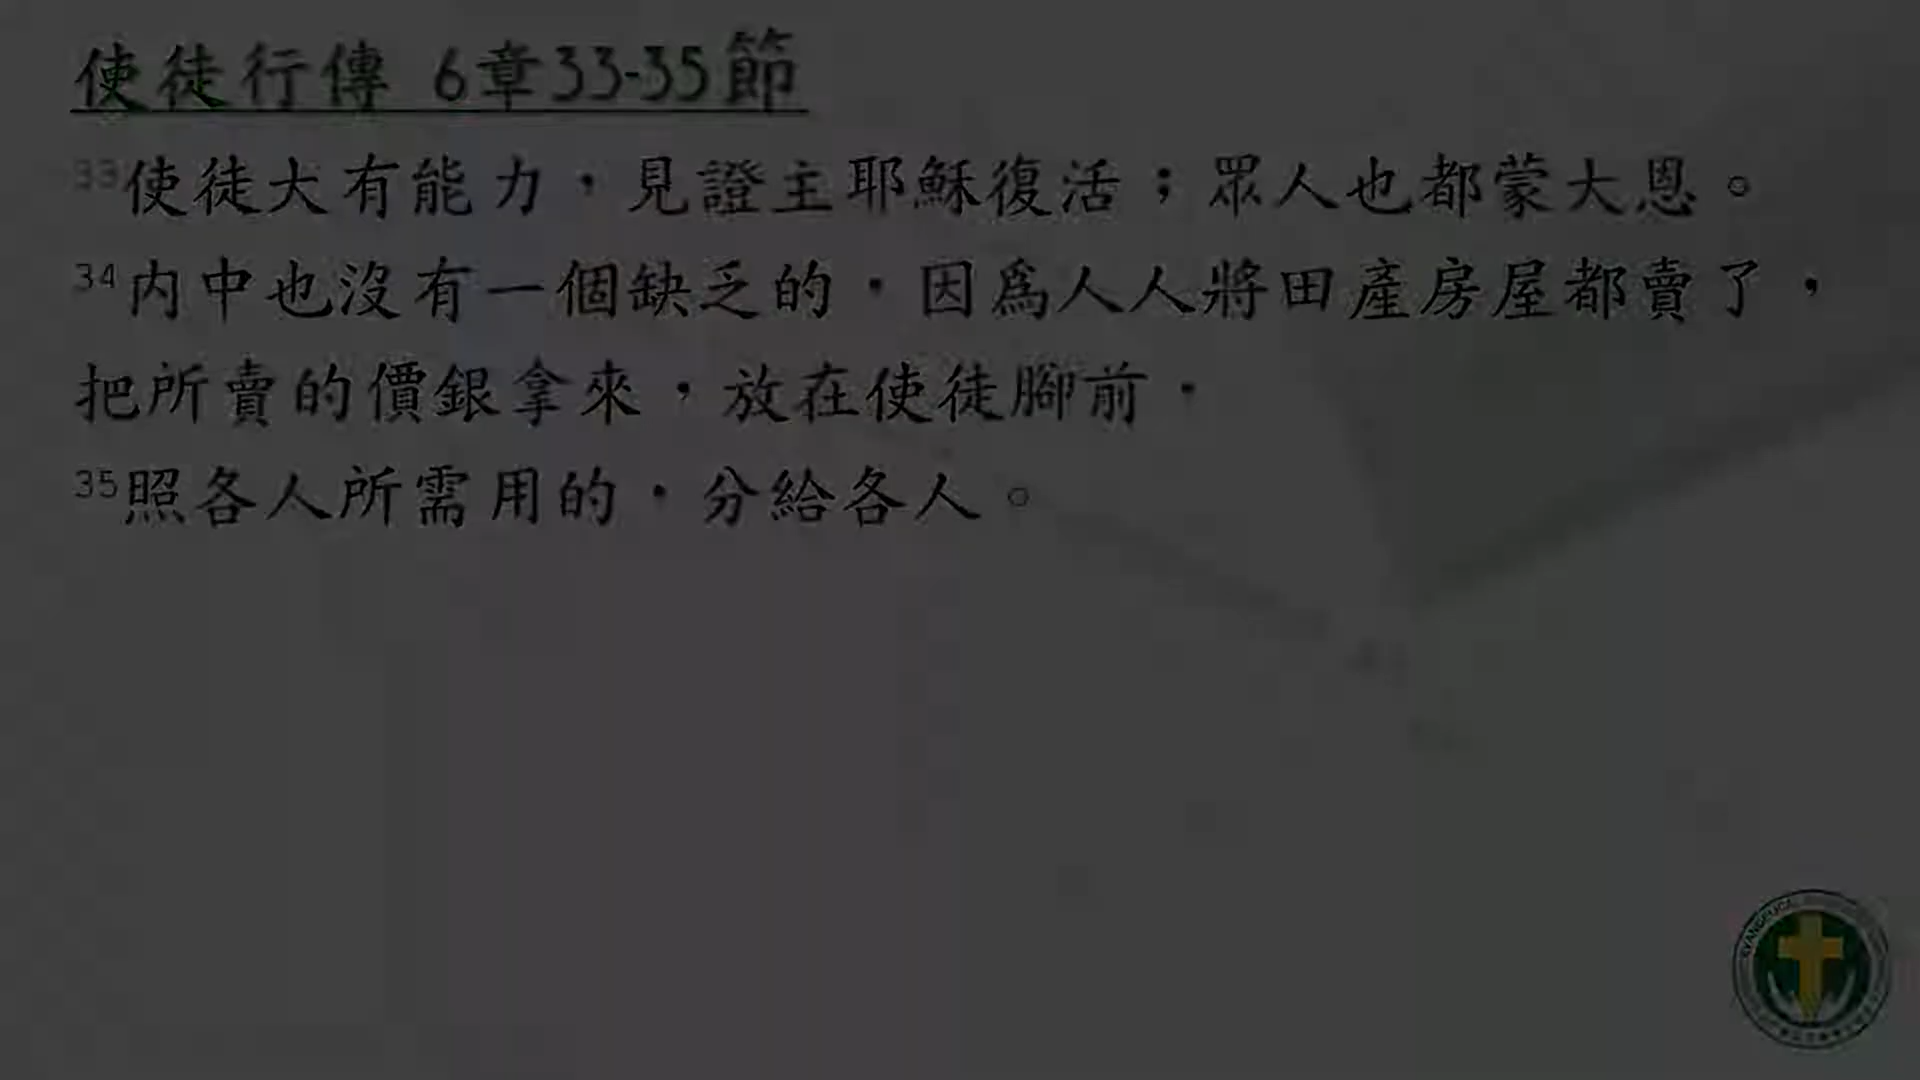 使徒行傳 6章33-35節
33使徒大有能力，見證主耶穌復活；眾人也都蒙大恩。
34內中也沒有一個缺乏的，因為人人將田產房屋都賣了，
把所賣的價銀拿來，放在使徒腳前，
35照各人所需用的，分給各人。
EVANGELICAL